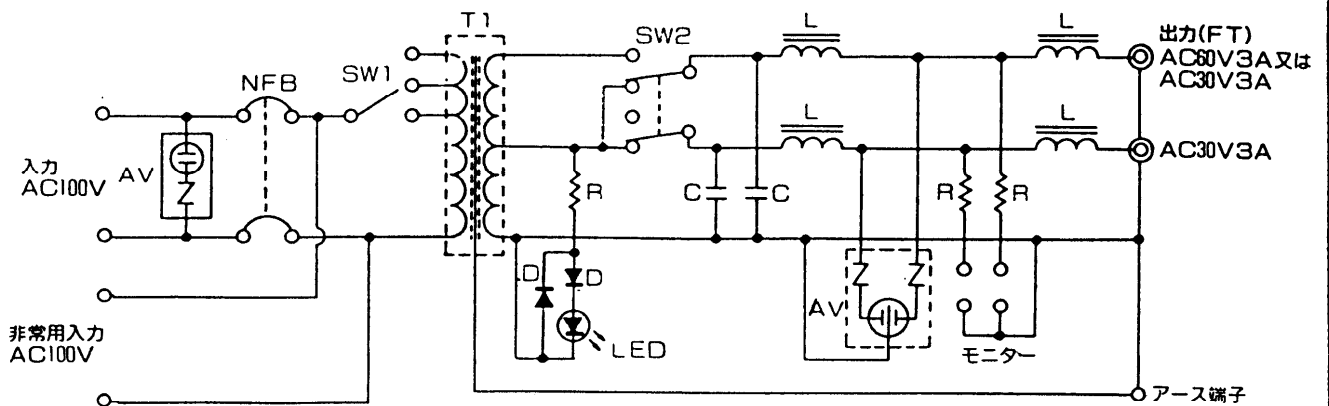 T1
L
L
SW2
出力(FT)
AC60V3A又は
AC30V3A
NFB
SW1
L
L
AC30V3A
入力
AC100V
AV
R
C
C
R
R
D
D
AV
LED
モニター
非常用入力
AC100V
アース端子